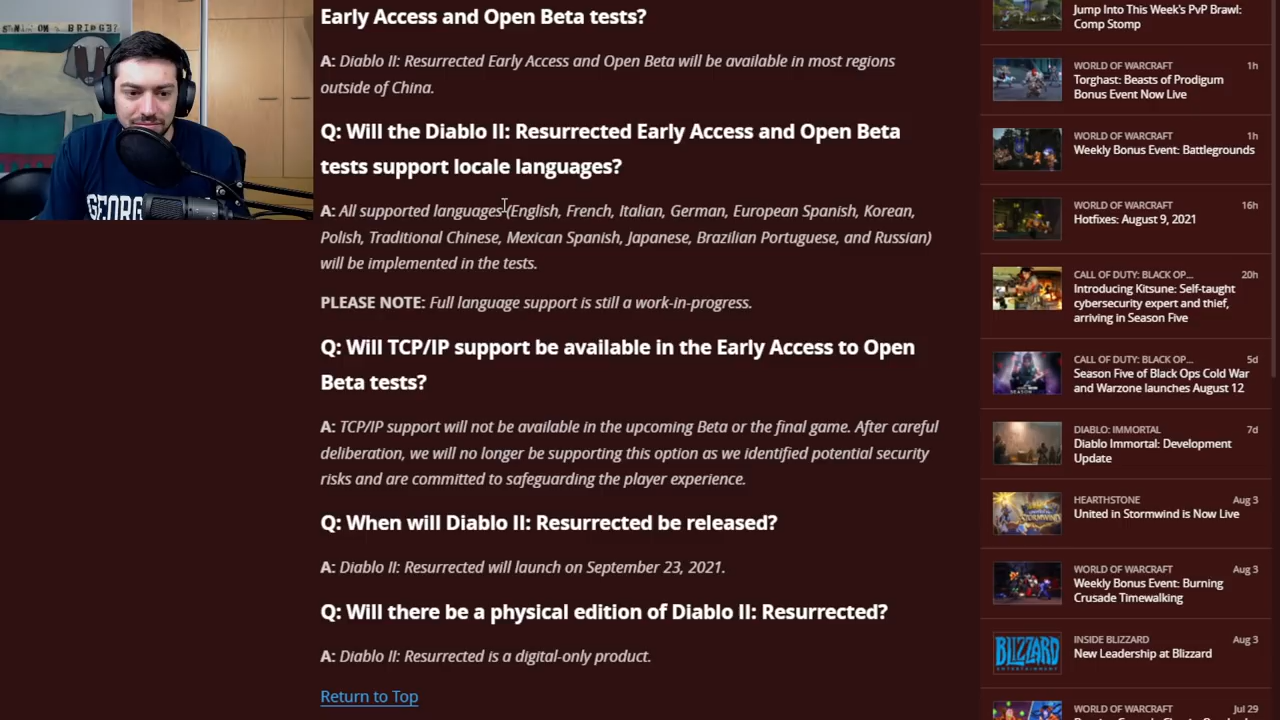 Early Access and Open Beta tests?
A: Diablo II: Resurrected Early Access and Open Beta will be available in most regions
outside of China.
Q: Will the Diablo II: Resurrected Early Access and Open Beta
tests support locale languages?
A: All supported languages (English, French, Italian, German, European Spanish, Korean,
Polish, Traditional Chinese, Mexican Spanish, Japanese, Brazilian Portuguese, and Russian)
will be implemented in the tests.
PLEASE NOTE: Full language support is still a work-in-progress.
Q: Will TCP/IP support be available in the Early Access to Open
Beta tests?
A: TCP/IP support will not be available in the upcoming Beta or the final game. After careful
deliberation, we will no longer be supporting this option as we identified potential security
risks and are committed to safeguarding the player experience.
Q: When will Diablo II: Resurrected be released?
A: Diablo II: Resurrected will launch on September 23, 2021.
Q: Will there be a physical edition of Diablo II: Resurrected?
A: Diablo II: Resurrected is a digital-only product.
Return to Top
Jump Into This Week's PvP Brawl:
Comp Stomp
WORLD OF WARCRAFT 1h
Torghast: Beasts of Prodigum
Bonus Event Now Live
WORLD OF WARCRAFT 1h
Weekly Bonus Event: Battlegrounds
WORLD OF WARCRAFT 16h
Hotfixes: August 9, 2021
CALL OF DUTY: BLACK OP... 20h
Introducing Kitsune: Self-taught
cybersecurity expert and thief,
arriving in Season Five
CALL OF DUTY: BLACK OP... 5d
Season Five of Black Ops Cold War
and Warzone launches August 12
DIABLO: IMMORTAL 7d
Diablo Immortal: Development
Update
HEARTHSTONE Aug 3
United in Stormwind is Now Live
WORLD OF WARCRAFT Aug 3
Weekly Bonus Event: Burning
Crusade Timewalking
INSIDE BLIZZARD Aug 3
New Leadership at Blizzard
BLIZZARD
WORLD OF WARCRAFT Jul 29
GEORG